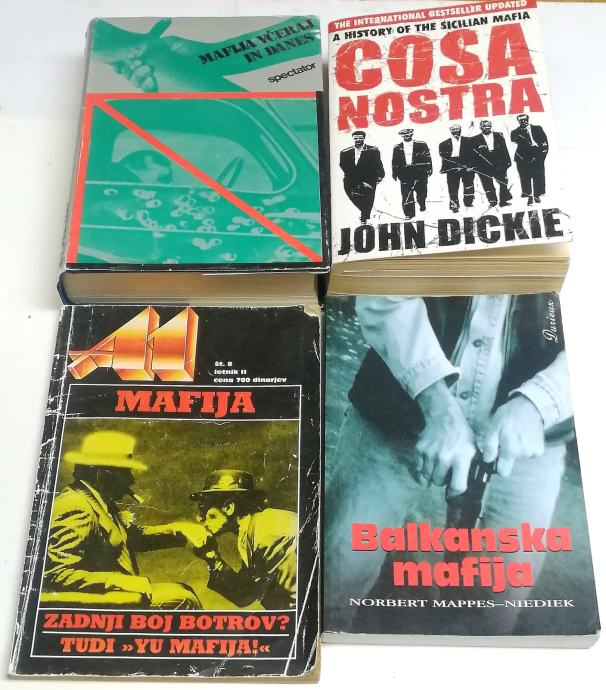 MAFIJA VČERAJ
IN DANES
spectator
THE INTERNATIONAL BESTSELLER UPDATED
A HISTORY OF THE SICILIAN MAFIA
COSA
NOSTRA
JOHN DICKIE
A11
št. 8
letnik II
cena 700 dinarjev
MAFIJA
ZADNJI BOJ BOTROV?
TUDI »YU MAFIJA!«
Durieux
Balkanska
mafija
NORBERT MAPPES-NIEDIEK